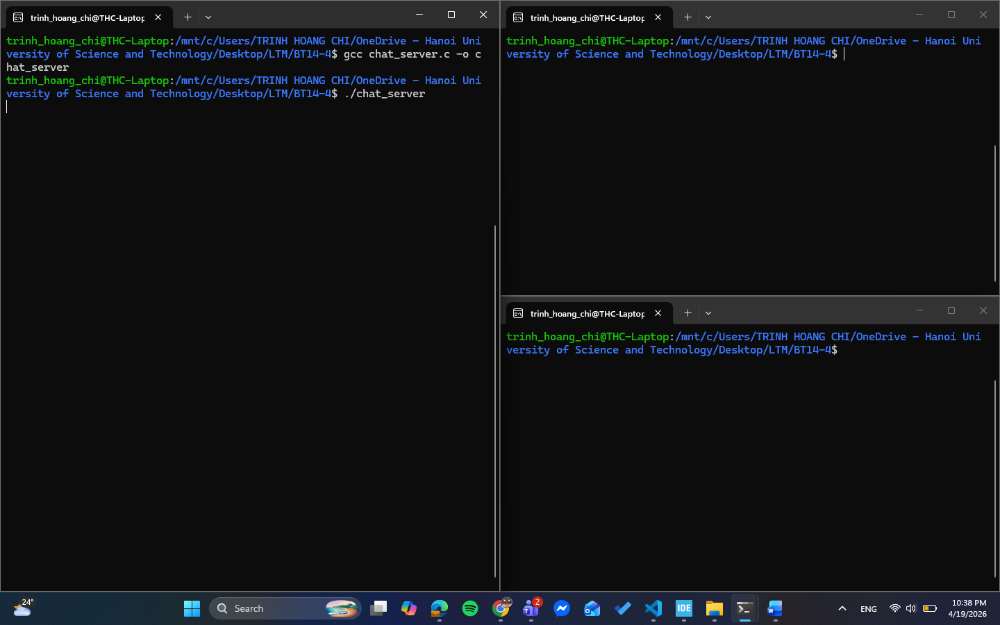 trinh_hoang_chi@THC-Laptop
trinh_hoang_chi@THC-Laptop:/mnt/c/Users/TRINH HOANG CHI/OneDrive - Hanoi Uni
versity of Science and Technology/Desktop/LTM/BT14-4$ gcc chat_server.c -o c
hat_server
trinh_hoang_chi@THC-Laptop:/mnt/c/Users/TRINH HOANG CHI/OneDrive - Hanoi Uni
versity of Science and Technology/Desktop/LTM/BT14-4$ ./chat_server
trinh_hoang_chi@THC-Laptop
trinh_hoang_chi@THC-Laptop:/mnt/c/Users/TRINH HOANG CHI/OneDrive - Hanoi Uni
versity of Science and Technology/Desktop/LTM/BT14-4$
trinh_hoang_chi@THC-Laptop
trinh_hoang_chi@THC-Laptop:/mnt/c/Users/TRINH HOANG CHI/OneDrive - Hanoi Uni
versity of Science and Technology/Desktop/LTM/BT14-4$
24°
Search
2
IDE
ENG
10:38 PM
4/19/2026